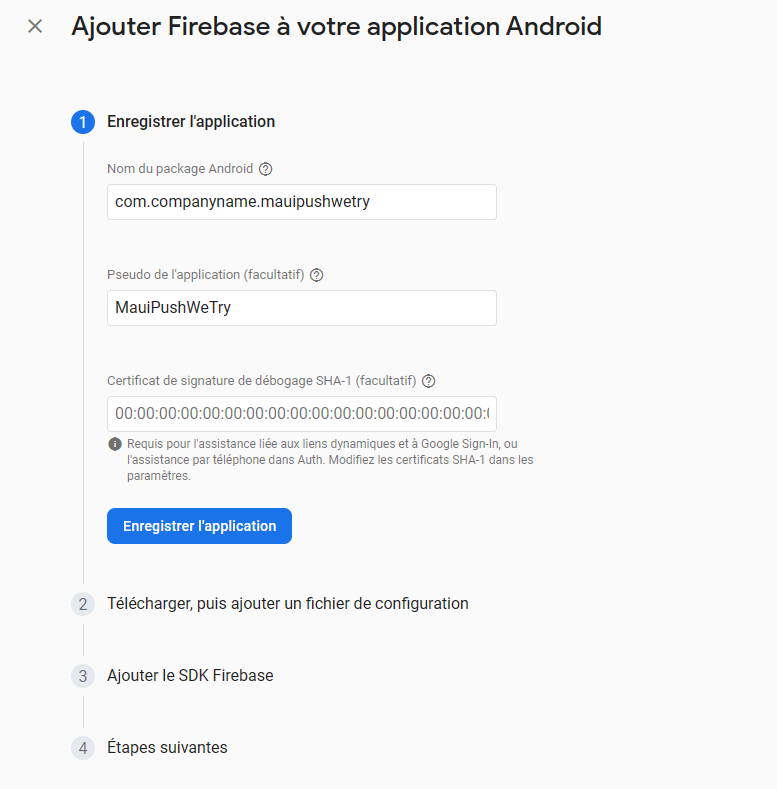 Ajouter Firebase à votre application Android
1
Enregistrer l'application
Nom du package Android
com.companyname.mauipushwetry
Pseudo de l'application (facultatif)
MauiPushWeTry
Certificat de signature de débogage SHA-1 (facultatif)
00:00:00:00:00:00:00:00:00:00:00:00:00:00:00:00:00:(
Requis pour l'assistance liée aux liens dynamiques et à Google Sign-In, ou
l'assistance par téléphone dans Auth. Modifiez les certificats SHA-1 dans les
paramètres.
Enregistrer l'application
2
Télécharger, puis ajouter un fichier de configuration
3
Ajouter le SDK Firebase
4
Étapes suivantes